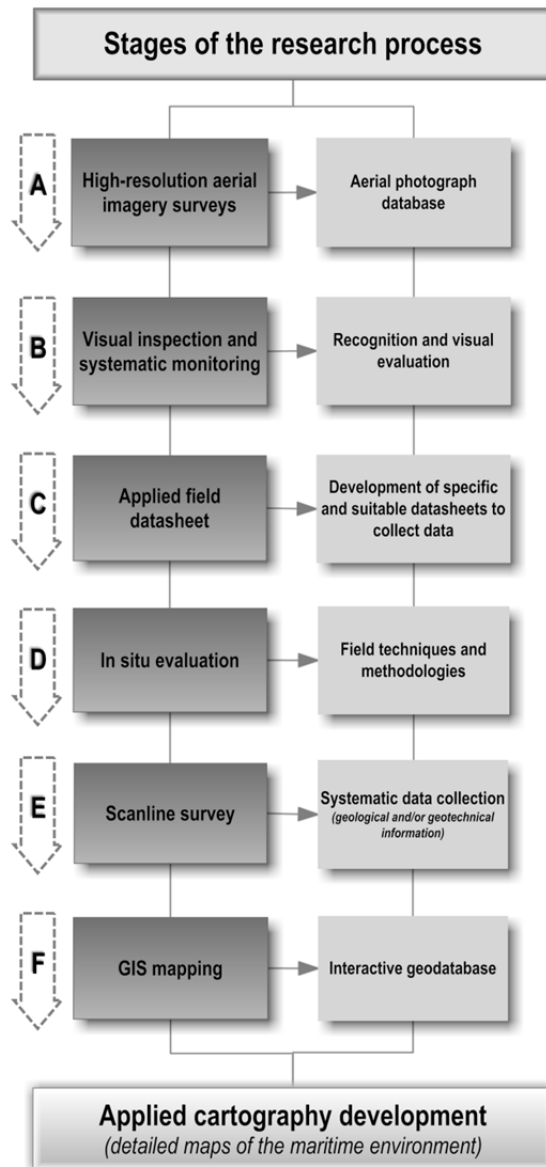 Stages of the research process
A
High-resolution aerial
imagery surveys
Aerial photograph
database
B
Visual inspection and
systematic monitoring
Recognition and visual
evaluation
C
Applied field
datasheet
Development of specific
and suitable datasheets to
collect data
D
In situ evaluation
Field techniques and
methodologies
E
Scanline survey
Systematic data collection
(geological and/or geotechnical
information)
F
GIS mapping
Interactive geodatabase
Applied cartography development
(detailed maps of the maritime environment)